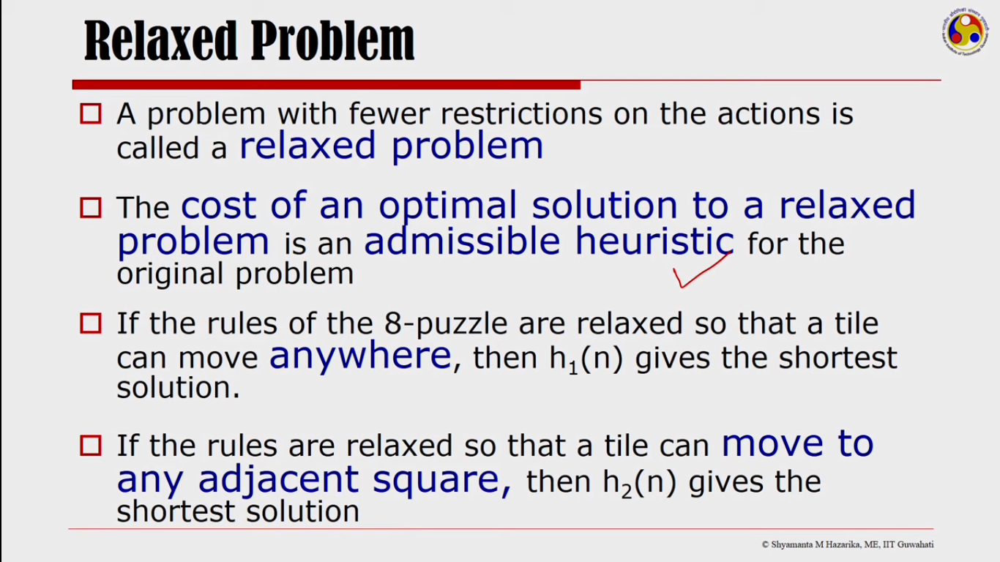 Relaxed Problem
A problem with fewer restrictions on the actions is
called a relaxed problem
The cost of an optimal solution to a relaxed
problem is an admissible heuristic for the
original problem
If the rules of the 8-puzzle are relaxed so that a tile
can move anywhere, then h₁(n) gives the shortest
solution.
If the rules are relaxed so that a tile can move to
any adjacent square, then h₂(n) gives the
shortest solution
© Shyamanta M Hazarika, ME, IIT Guwahati